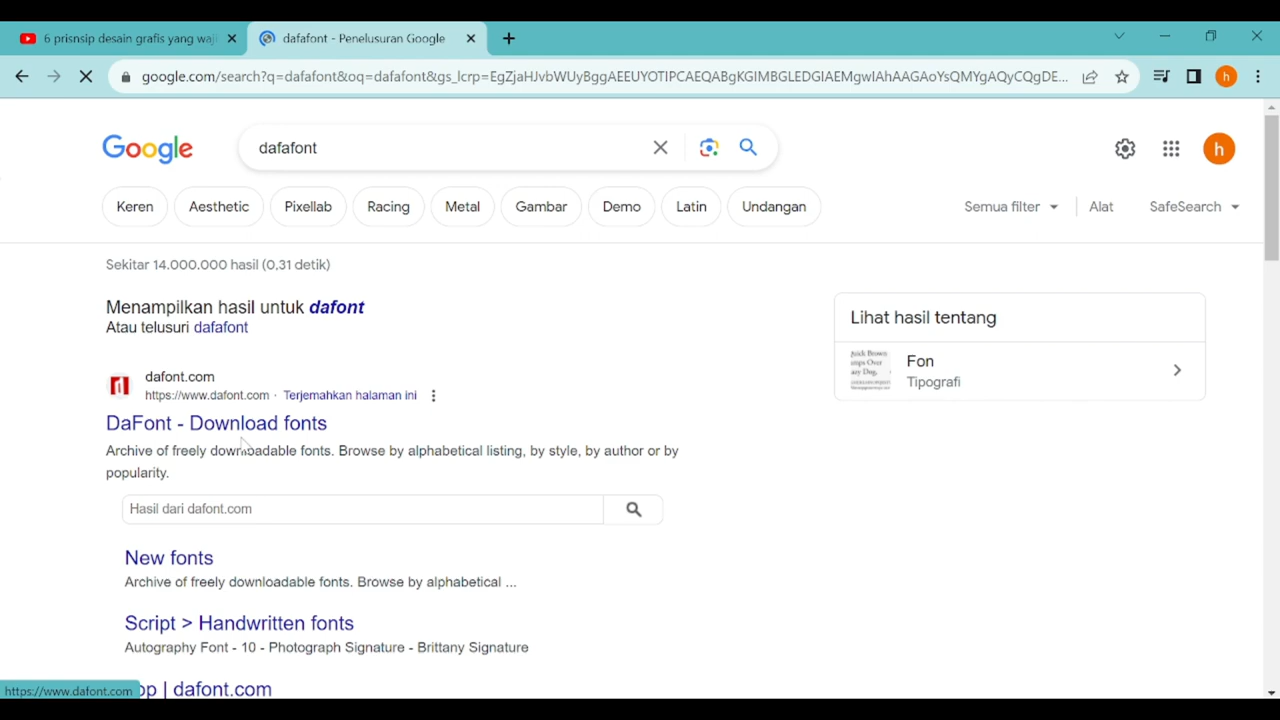 6 prisnsip desain grafis yang waji
dafafont - Penelusuran Google
google.com/search?q=dafafont&oq=dafafont&gs_lcrp=EgZjaHJvbWUyBggAEEUYOTIPCAEQABgKGIMBGLEDGIAEMgwIAhAAGAoYsQMYgAQyCQgDE...
h
Google
dafafont
h
Keren
Aesthetic
Pixellab
Racing
Metal
Gambar
Demo
Latin
Undangan
Semua filter
Alat
SafeSearch
Sekitar 14.000.000 hasil (0,31 detik)
Menampilkan hasil untuk dafont
Atau telusuri dafafont
Lihat hasil tentang
Fon
Tipografi
dafont.com
https://www.dafont.com · Terjemahkan halaman ini
DaFont - Download fonts
Archive of freely downloadable fonts. Browse by alphabetical listing, by style, by author or by
popularity.
Hasil dari dafont.com
New fonts
Archive of freely downloadable fonts. Browse by alphabetical ...
Script > Handwritten fonts
Autography Font - 10 - Photograph Signature - Brittany Signature
op | dafont.com
https://www.dafont.com